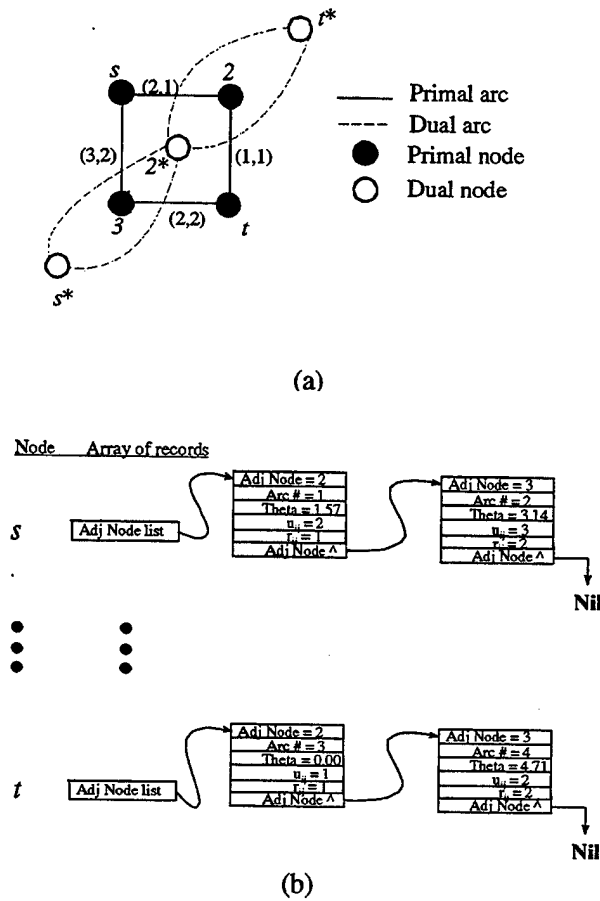 t*
s
(2,1)
2
Primal arc
Dual arc
(3,2)
2*
(1,1)
Primal node
Dual node
3
(2,2)
t
s*
(a)
Node Array of records
s
Adj Node list
Adj Node = 2
Arc # = 1
Theta = 1.57
u_ij = 2
r_ij = 1
Adj Node ^
Adj Node = 3
Arc # = 2
Theta = 3.14
u_ij = 3
r_ij = 2
Adj Node ^
Nil
t
Adj Node list
Adj Node = 2
Arc # = 3
Theta = 0.00
u_ij = 1
r_ij = 1
Adj Node ^
Adj Node = 3
Arc # = 4
Theta = 4.71
u_ij = 2
r_ij = 2
Adj Node ^
Nil
(b)